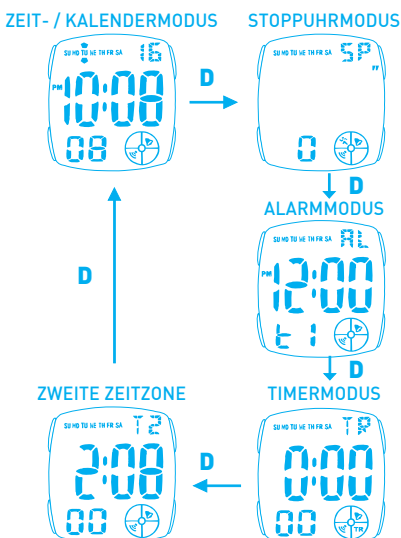 ZEIT- / KALENDERMODUS
SU MO TU WE TH FR SA 16
PM 10:08
08
D
STOPPUHRMODUS
SU MO TU WE TH FR SA SP
"
0
D
ALARMMODUS
SU MO TU WE TH FR SA AL
PM 12:00
t1
D
TIMERMODUS
SU MO TU WE TH FR SA TR
0:00
00
TR
D
ZWEITE ZEITZONE
SU MO TU WE TH FR SA T2
2:08
00
D